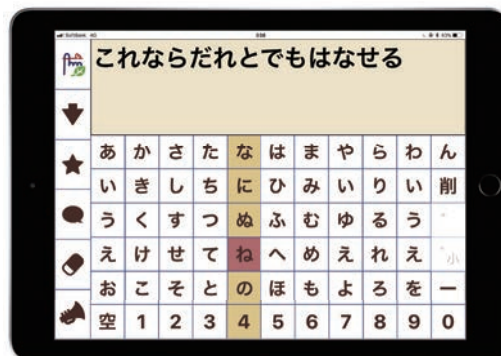 SoftBank 4G
43%
これならだれとでもはなせる
あ か さ た な は ま や ら わ ん
い き し ち に ひ み い り い 削
う く す つ ぬ ふ む ゆ る う ゛
え け せ て ね へ め え れ え ゜小
お こ そ と の ほ も よ ろ を ー
空 1 2 3 4 5 6 7 8 9 0